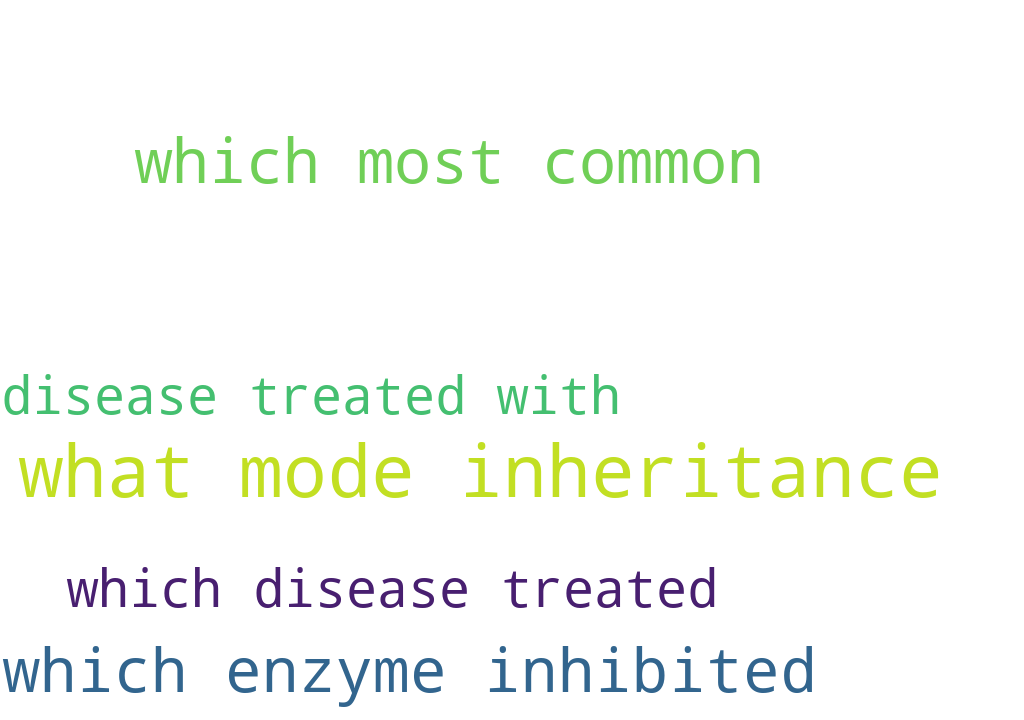 which most common
disease treated with
what mode inheritance
which disease treated
which enzyme inhibited